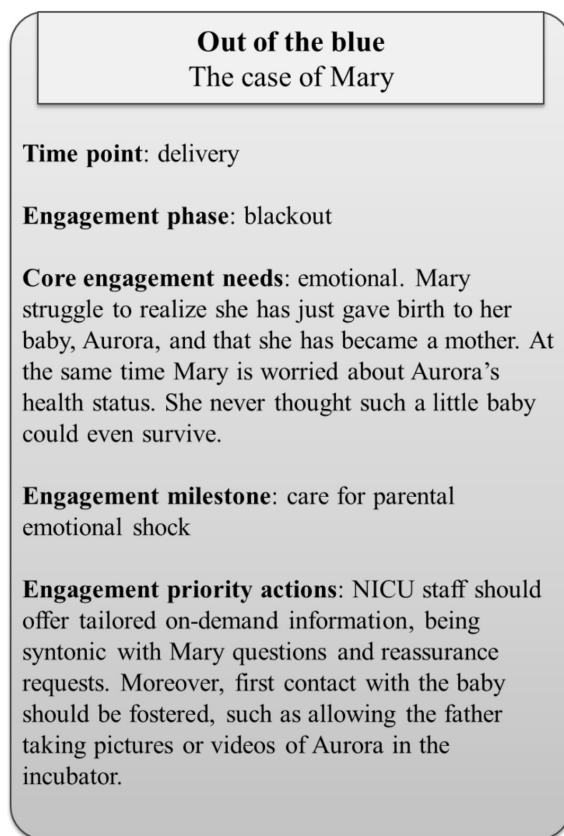 Out of the blue
The case of Mary
Time point: delivery
Engagement phase: blackout
Core engagement needs: emotional. Mary
struggle to realize she has just gave birth to her
baby, Aurora, and that she has became a mother. At
the same time Mary is worried about Aurora’s
health status. She never thought such a little baby
could even survive.
Engagement milestone: care for parental
emotional shock
Engagement priority actions: NICU staff should
offer tailored on-demand information, being
syntonic with Mary questions and reassurance
requests. Moreover, first contact with the baby
should be fostered, such as allowing the father
taking pictures or videos of Aurora in the
incubator.